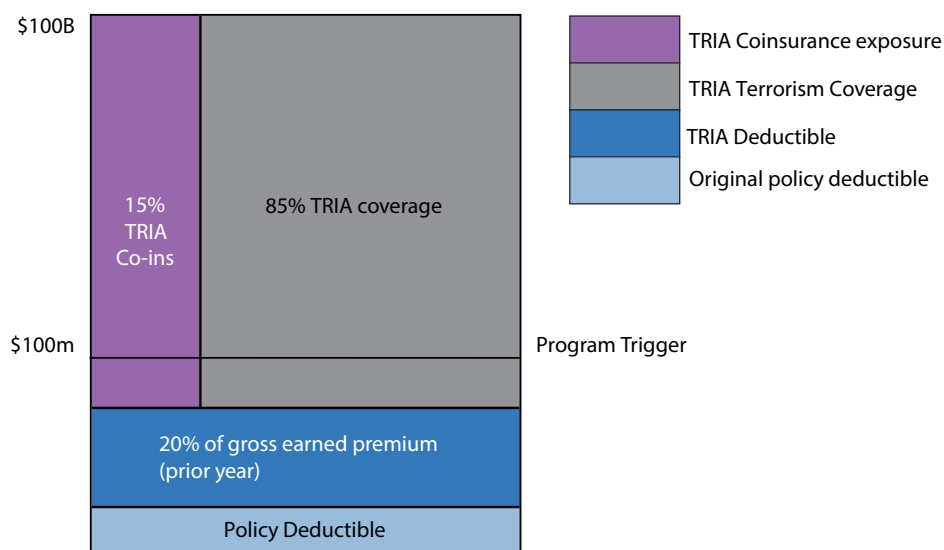 $100B
TRIA Coinsurance exposure
TRIA Terrorism Coverage
TRIA Deductible
Original policy deductible
15%
TRIA
Co-ins
85% TRIA coverage
$100m
Program Trigger
20% of gross earned premium
(prior year)
Policy Deductible